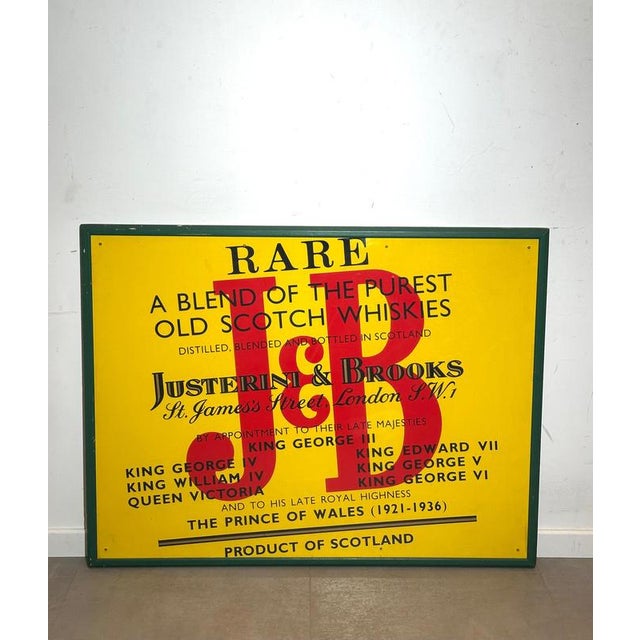 RARE
J&B
A BLEND OF THE PUREST
OLD SCOTCH WHISKIES
DISTILLED, BLENDED AND BOTTLED IN SCOTLAND
JUSTERINI & BROOKS
St. James's Street, London S.W.1
BY APPOINTMENT TO THEIR LATE MAJESTIES
KING GEORGE III
KING GEORGE IV KING EDWARD VII
KING WILLIAM IV KING GEORGE V
QUEEN VICTORIA KING GEORGE VI
AND TO HIS LATE ROYAL HIGHNESS
THE PRINCE OF WALES (1921-1936)
PRODUCT OF SCOTLAND